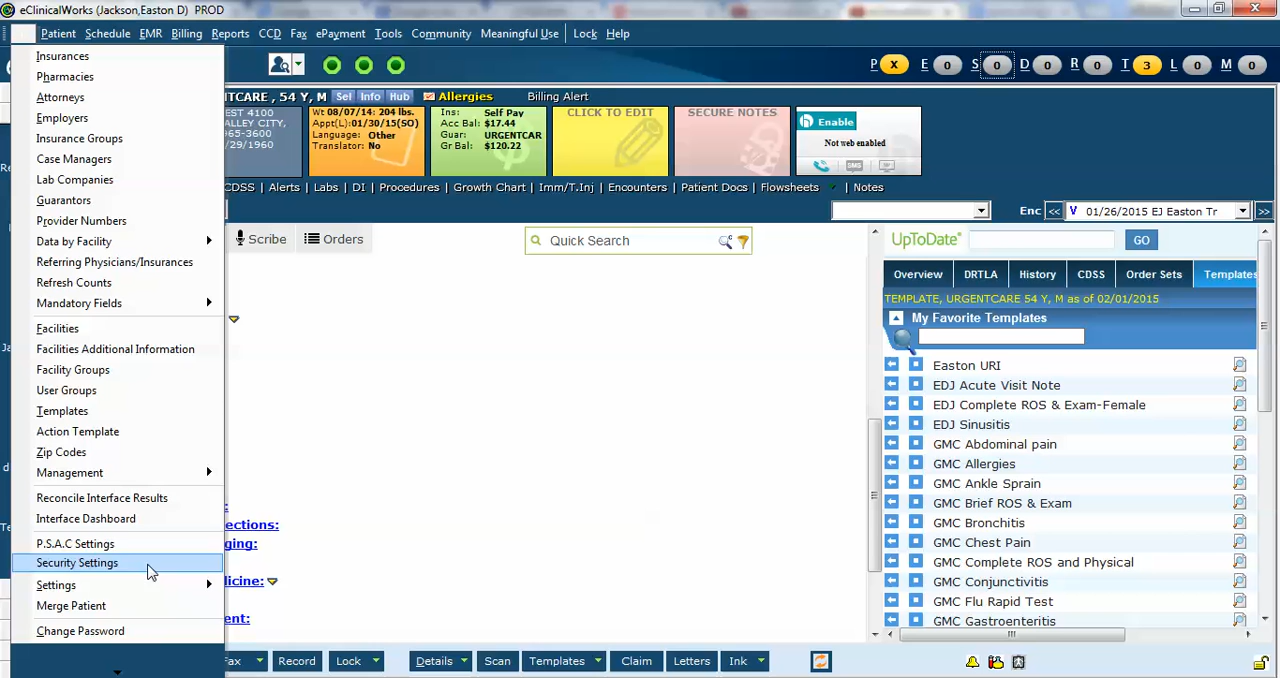 eClinicalWorks (Jackson,Easton D) PROD
Patient Schedule EMR Billing Reports CCD Fax ePayment Tools Community Meaningful Use Lock Help
P X E 0 S 0 D 0 R 0 T 3 L 0 M 0
Insurances
Pharmacies
Attorneys
Employers
Insurance Groups
Case Managers
Lab Companies
Guarantors
Provider Numbers
Data by Facility
Referring Physicians/Insurances
Refresh Counts
Mandatory Fields
Facilities
Facilities Additional Information
Facility Groups
User Groups
Templates
Action Template
Zip Codes
Management
Reconcile Interface Results
Interface Dashboard
P.S.A.C Settings
Security Settings
Settings
Merge Patient
Change Password
NTCARE , 54 Y, M Sel Info Hub Allergies Billing Alert
EST 4100
ALLEY CITY,
965-3600
/29/1960
Wt 08/07/14: 204 lbs.
Appt(L):01/30/15(SO)
Language: Other
Translator: No
Ins: Self Pay
Acc Bal: $17.44
Guar: URGENTCAR
Gr Bal: $120.22
CLICK TO EDIT
SECURE NOTES
h Enable
Not web enabled
SMS
CDSS | Alerts | Labs | DI | Procedures | Growth Chart | Imm/T.Inj | Encounters | Patient Docs | Flowsheets | Notes
Enc << V 01/26/2015 EJ Easton Tr >>
Scribe Orders
Quick Search
UpToDate® GO
Overview DRTLA History CDSS Order Sets Templates
TEMPLATE, URGENTCARE 54 Y, M as of 02/01/2015
My Favorite Templates
Easton URI
EDJ Acute Visit Note
EDJ Complete ROS & Exam-Female
EDJ Sinusitis
GMC Abdominal pain
GMC Allergies
GMC Ankle Sprain
GMC Brief ROS & Exam
GMC Bronchitis
GMC Chest Pain
GMC Complete ROS and Physical
GMC Conjunctivitis
GMC Flu Rapid Test
GMC Gastroenteritis
:
ections:
ging:
icine:
ent:
Fax Record Lock Details Scan Templates Claim Letters Ink